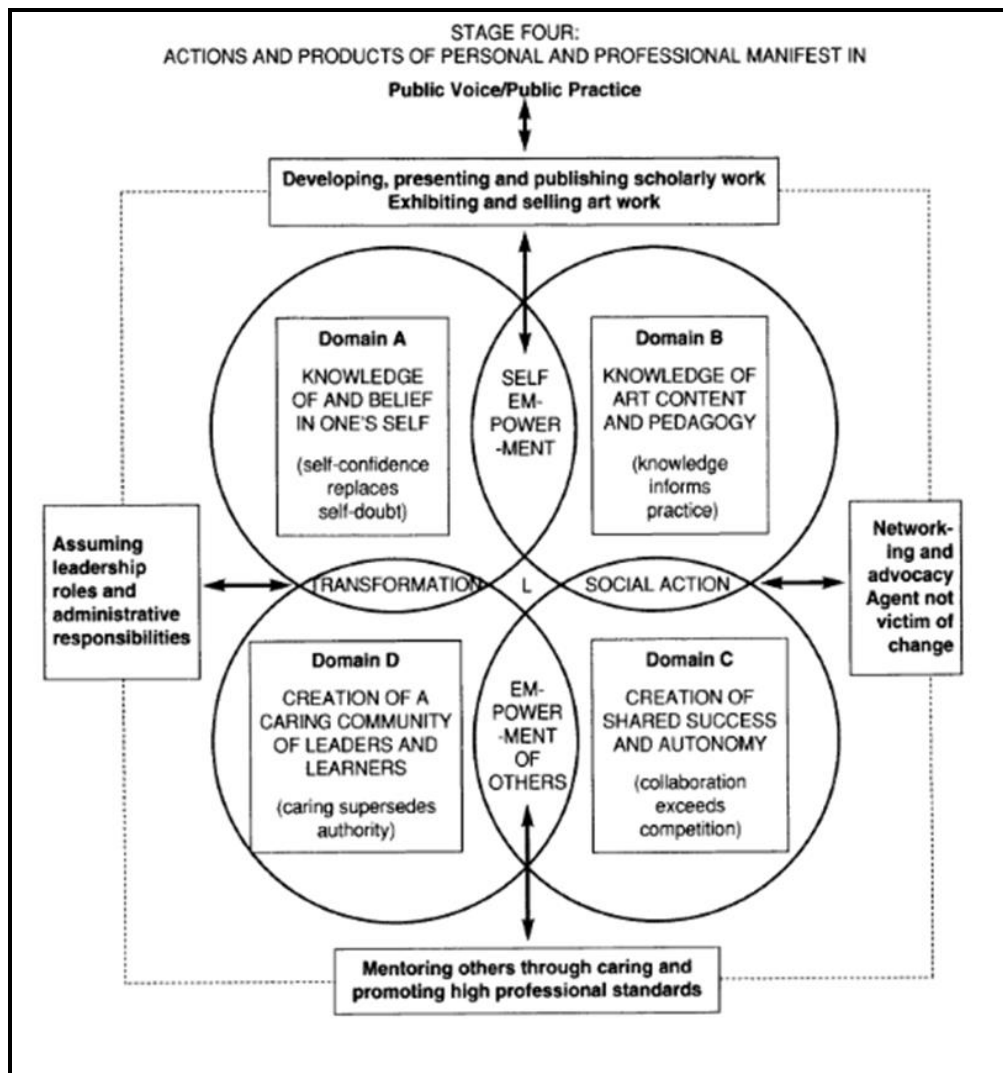 STAGE FOUR:
ACTIONS AND PRODUCTS OF PERSONAL AND PROFESSIONAL MANIFEST IN
Public Voice/Public Practice
Developing, presenting and publishing scholarly work
Exhibiting and selling art work
Domain A
KNOWLEDGE
OF AND BELIEF
IN ONE'S SELF
(self-confidence
replaces
self-doubt)
SELF
EM-
POWER
-MENT
Domain B
KNOWLEDGE OF
ART CONTENT
AND PEDAGOGY
(knowledge
informs
practice)
Assuming
leadership
roles and
administrative
responsibilities
TRANSFORMATION
L
SOCIAL ACTION
Network-
ing and
advocacy
Agent not
victim of
change
Domain D
CREATION OF A
CARING COMMUNITY
OF LEADERS AND
LEARNERS
(caring supersedes
authority)
EM-
POWER
-MENT
OF
OTHERS
Domain C
CREATION OF
SHARED SUCCESS
AND AUTONOMY
(collaboration
exceeds
competition)
Mentoring others through caring and
promoting high professional standards